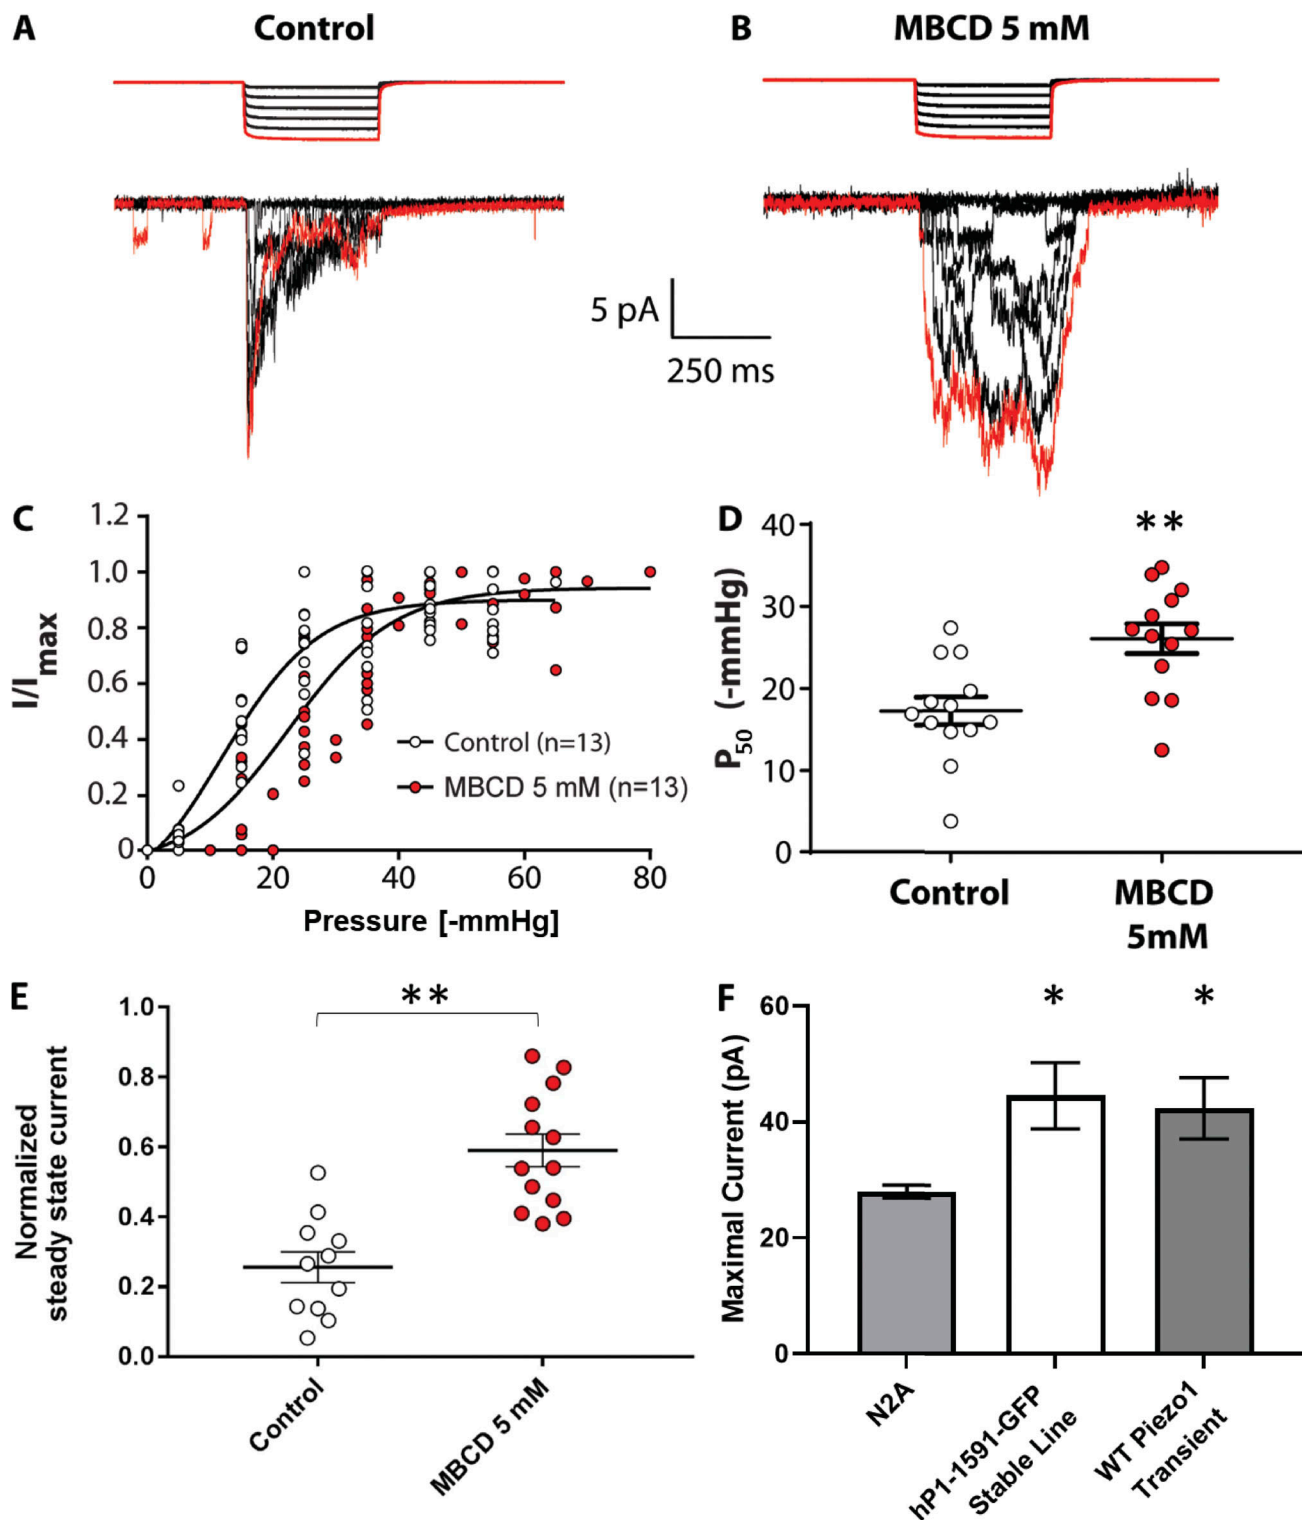 A
Control
B
MBCD 5 mM
5 pA
250 ms
C
1.2
1.0
0.8
0.6
0.4
0.2
0
I/Imax
Control (n=13)
MBCD 5 mM (n=13)
0 20 40 60 80
Pressure [-mmHg]
D
**
40
30
20
10
0
P50 (-mmHg)
Control
MBCD
5mM
E
**
1.0
0.8
0.6
0.4
0.2
0.0
Normalized
steady state current
Control
MBCD 5 mM
F
* *
60
40
20
0
Maximal Current (pA)
N2A
hP1-1591-GFP
Stable Line
WT Piezo1
Transient